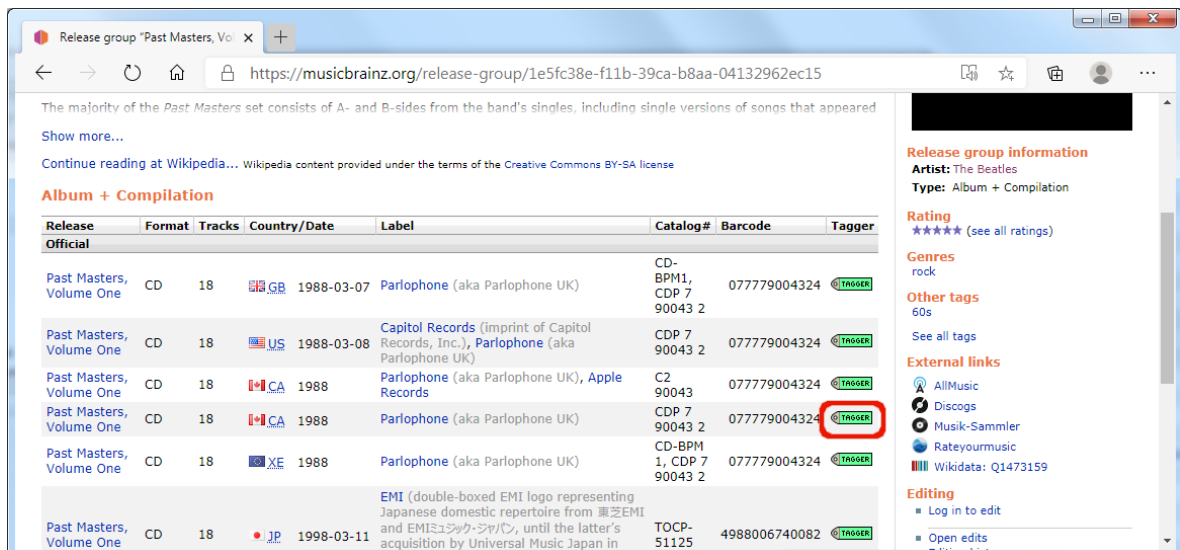 Release group "Past Masters, Vol
https://musicbrainz.org/release-group/1e5fc38e-f11b-39ca-b8aa-04132962ec15
The majority of the Past Masters set consists of A- and B-sides from the band's singles, including single versions of songs that appeared
Show more...
Continue reading at Wikipedia... Wikipedia content provided under the terms of the Creative Commons BY-SA license
Album + Compilation
Release Format Tracks Country/Date Label Catalog# Barcode Tagger
Official
Past Masters, Volume One CD 18 GB 1988-03-07 Parlophone (aka Parlophone UK) CD-BPM1, CDP 7 90043 2 077779004324 TAGGER
Past Masters, Volume One CD 18 US 1988-03-08 Capitol Records (imprint of Capitol Records, Inc.), Parlophone (aka Parlophone UK) CDP 7 90043 2 077779004324 TAGGER
Past Masters, Volume One CD 18 CA 1988 Parlophone (aka Parlophone UK), Apple Records C2 90043 077779004324 TAGGER
Past Masters, Volume One CD 18 CA 1988 Parlophone (aka Parlophone UK) CDP 7 90043 2 077779004324 TAGGER
Past Masters, Volume One CD 18 XE 1988 Parlophone (aka Parlophone UK) CD-BPM 1, CDP 7 90043 2 077779004324 TAGGER
Past Masters, Volume One CD 18 JP 1998-03-11 EMI (double-boxed EMI logo representing Japanese domestic repertoire from 東芝EMI and EMIミュージック・ジャパン, until the latter's acquisition by Universal Music Japan in TOCP-51125 4988006740082 TAGGER
Release group information
Artist: The Beatles
Type: Album + Compilation
Rating
★★★★★ (see all ratings)
Genres
rock
Other tags
60s
See all tags
External links
AllMusic
Discogs
Musik-Sammler
Rateyourmusic
Wikidata: Q1473159
Editing
Log in to edit
Open edits